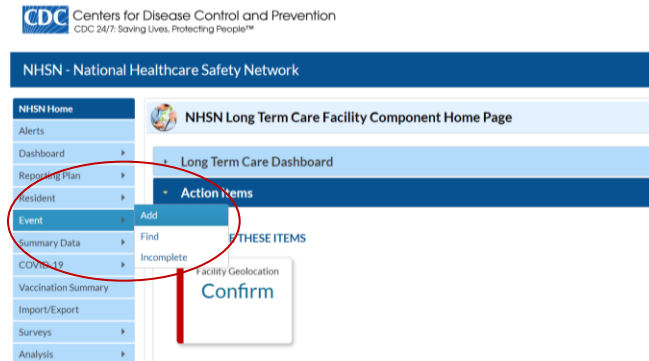 CDC Centers for Disease Control and Prevention
CDC 24/7: Saving Lives, Protecting People™
NHSN - National Healthcare Safety Network
NHSN Home
Alerts
Dashboard
Reporting Plan
Resident
Event
Summary Data
COVID-19
Vaccination Summary
Import/Export
Surveys
Analysis
Add
Find
Incomplete
NHSN Long Term Care Facility Component Home Page
Long Term Care Dashboard
Action Items
THESE ITEMS
Facility Geolocation
Confirm